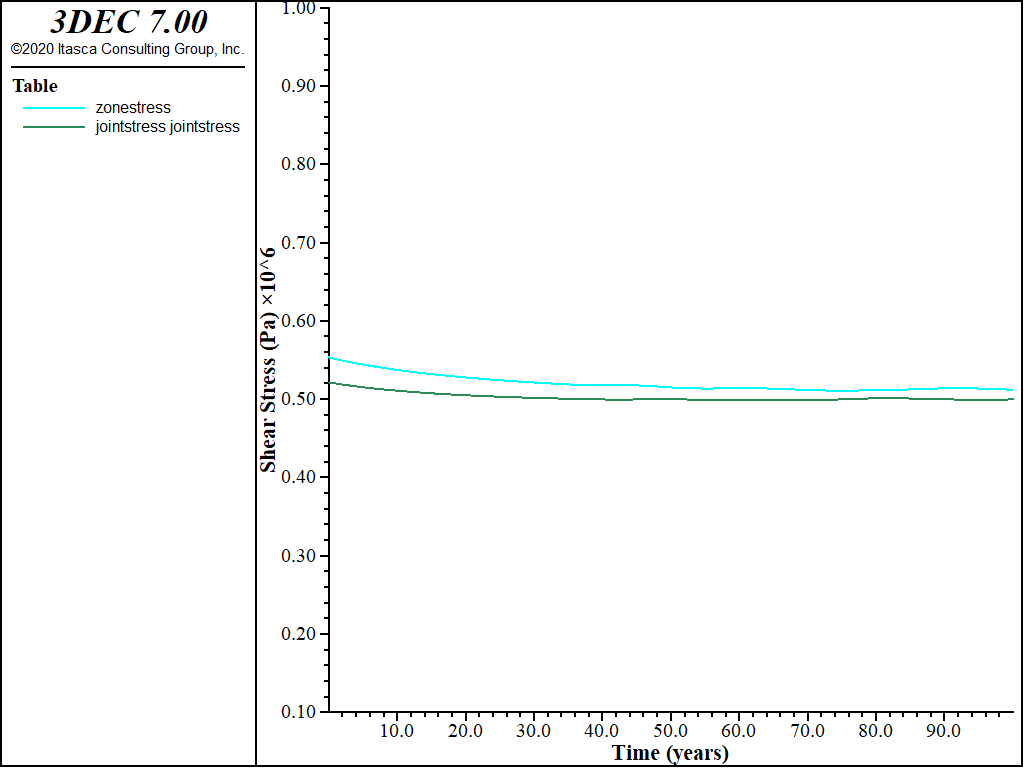 3DEC 7.00
©2020 Itasca Consulting Group, Inc.
Table
zonestress
jointstress jointstress
Shear Stress (Pa) ×10^6
1.00
0.90
0.80
0.70
0.60
0.50
0.40
0.30
0.20
0.10
10.0 20.0 30.0 40.0 50.0 60.0 70.0 80.0 90.0
Time (years)